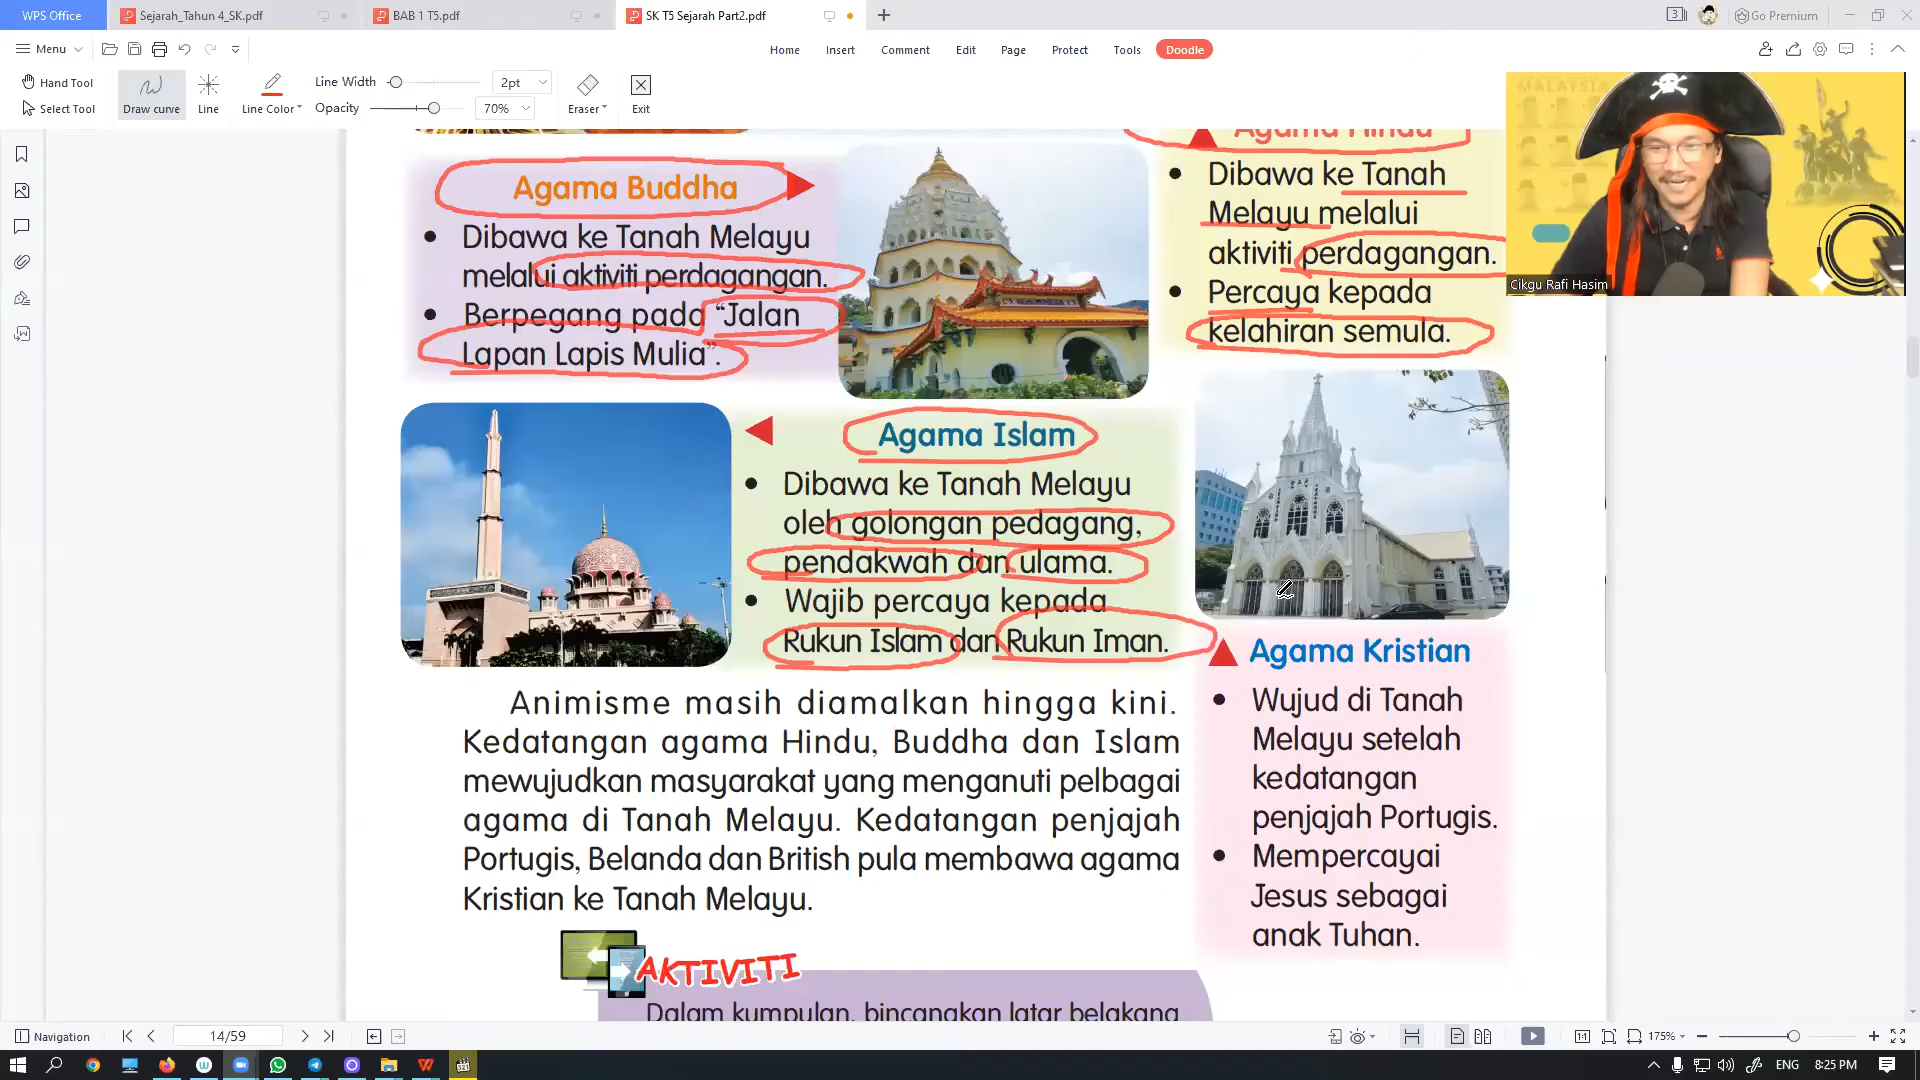 WPS Office
Sejarah_Tahun 4_SK.pdf
BAB 1 T5.pdf
SK T5 Sejarah Part2.pdf
3
Go Premium
Menu
Home
Insert
Comment
Edit
Page
Protect
Tools
Doodle
Hand Tool
Select Tool
Draw curve
Line
Line Color
Line Width
2pt
Opacity
70%
Eraser
Exit
MALAYSIA
Cikgu Rafi Hasim
Agama Hindu
Dibawa ke Tanah
Melayu melalui
aktiviti perdagangan.
Percaya kepada
kelahiran semula.
Agama Buddha
Dibawa ke Tanah Melayu
melalui aktiviti perdagangan.
Berpegang pada “Jalan
Lapan Lapis Mulia”.
Agama Islam
Dibawa ke Tanah Melayu
oleh golongan pedagang,
pendakwah dan ulama.
Wajib percaya kepada
Rukun Islam dan Rukun Iman.
Agama Kristian
Wujud di Tanah
Melayu setelah
kedatangan
penjajah Portugis.
Mempercayai
Jesus sebagai
anak Tuhan.
Animisme masih diamalkan hingga kini.
Kedatangan agama Hindu, Buddha dan Islam
mewujudkan masyarakat yang menganuti pelbagai
agama di Tanah Melayu. Kedatangan penjajah
Portugis, Belanda dan British pula membawa agama
Kristian ke Tanah Melayu.
AKTIVITI
Dalam kumpulan, bincangkan latar belakang
Navigation
14/59
1:1
175%
ENG
8:25 PM